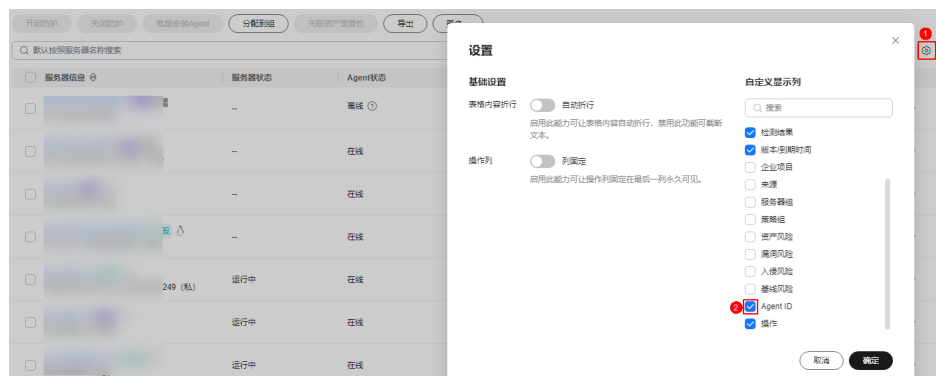 开启防护 关闭防护 批量安装Agent 分配到组 关联资产重要性 导出
默认按照服务器名称搜索
1
服务器信息 服务器状态 Agent状态
-- 离线
-- 在线
-- 在线
-- 在线
249 (私) 运行中 在线
运行中 在线
运行中 在线
设置
基础设置
表格内容折行 自动折行
启用此能力可让表格内容自动折行，禁用此功能可截断
文本。
操作列 列固定
启用此能力可让操作列固定在最后一列永久可见。
自定义显示列
搜索
检测结果
版本/到期时间
企业项目
来源
服务器组
策略组
资产风险
漏洞风险
入侵风险
基线风险
2 Agent ID
操作
取消 确定